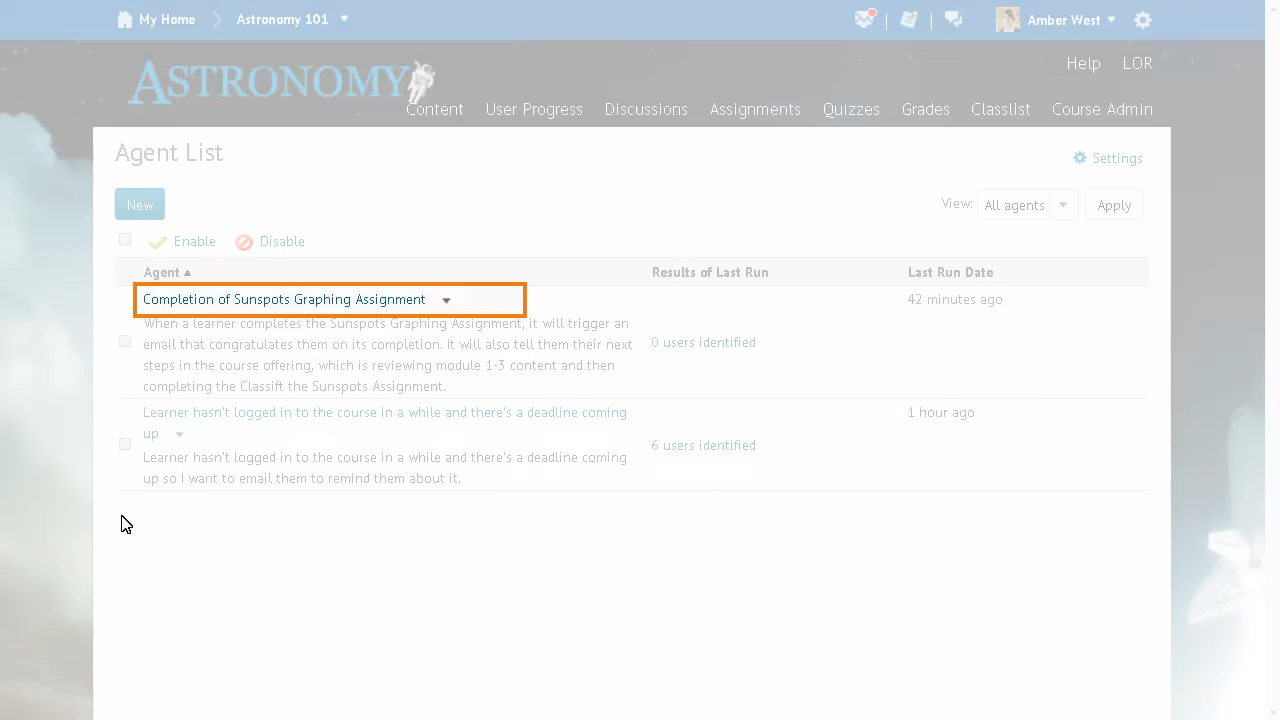 My Home Astronomy 101 Amber West
Help LOR
ASTRONOMY
Content User Progress Discussions Assignments Quizzes Grades Classlist Course Admin
Agent List
Settings
New View: All agents Apply
Enable Disable
Agent Results of Last Run Last Run Date
Completion of Sunspots Graphing Assignment 42 minutes ago
When a learner completes the Sunspots Graphing Assignment, it will trigger an
email that congratulates them on its completion. It will also tell them their next
0 users identified
steps in the course offering, which is reviewing module 1-3 content and then
completing the Classift the Sunspots Assignment.
Learner hasn't logged in to the course in a while and there's a deadline coming 1 hour ago
up
6 users identified
Learner hasn't logged in to the course in a while and there's a deadline coming
up so I want to email them to remind them about it.